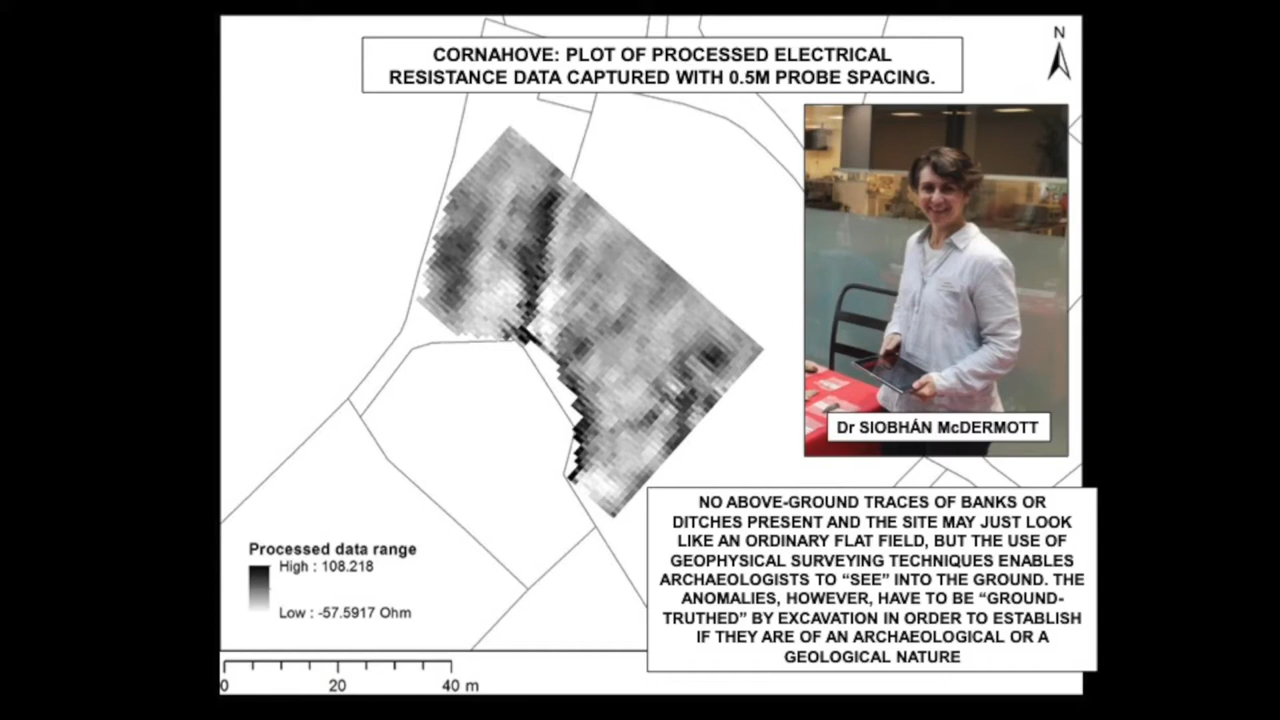 CORNAHOVE: PLOT OF PROCESSED ELECTRICAL
RESISTANCE DATA CAPTURED WITH 0.5M PROBE SPACING.
N
Dr SIOBHÁN McDERMOTT
NO ABOVE-GROUND TRACES OF BANKS OR
DITCHES PRESENT AND THE SITE MAY JUST LOOK
LIKE AN ORDINARY FLAT FIELD, BUT THE USE OF
GEOPHYSICAL SURVEYING TECHNIQUES ENABLES
ARCHAEOLOGISTS TO “SEE” INTO THE GROUND. THE
ANOMALIES, HOWEVER, HAVE TO BE “GROUND-
TRUTHED” BY EXCAVATION IN ORDER TO ESTABLISH
IF THEY ARE OF AN ARCHAEOLOGICAL OR A
GEOLOGICAL NATURE
Processed data range
High : 108.218
Low : -57.5917 Ohm
0 20 40 m